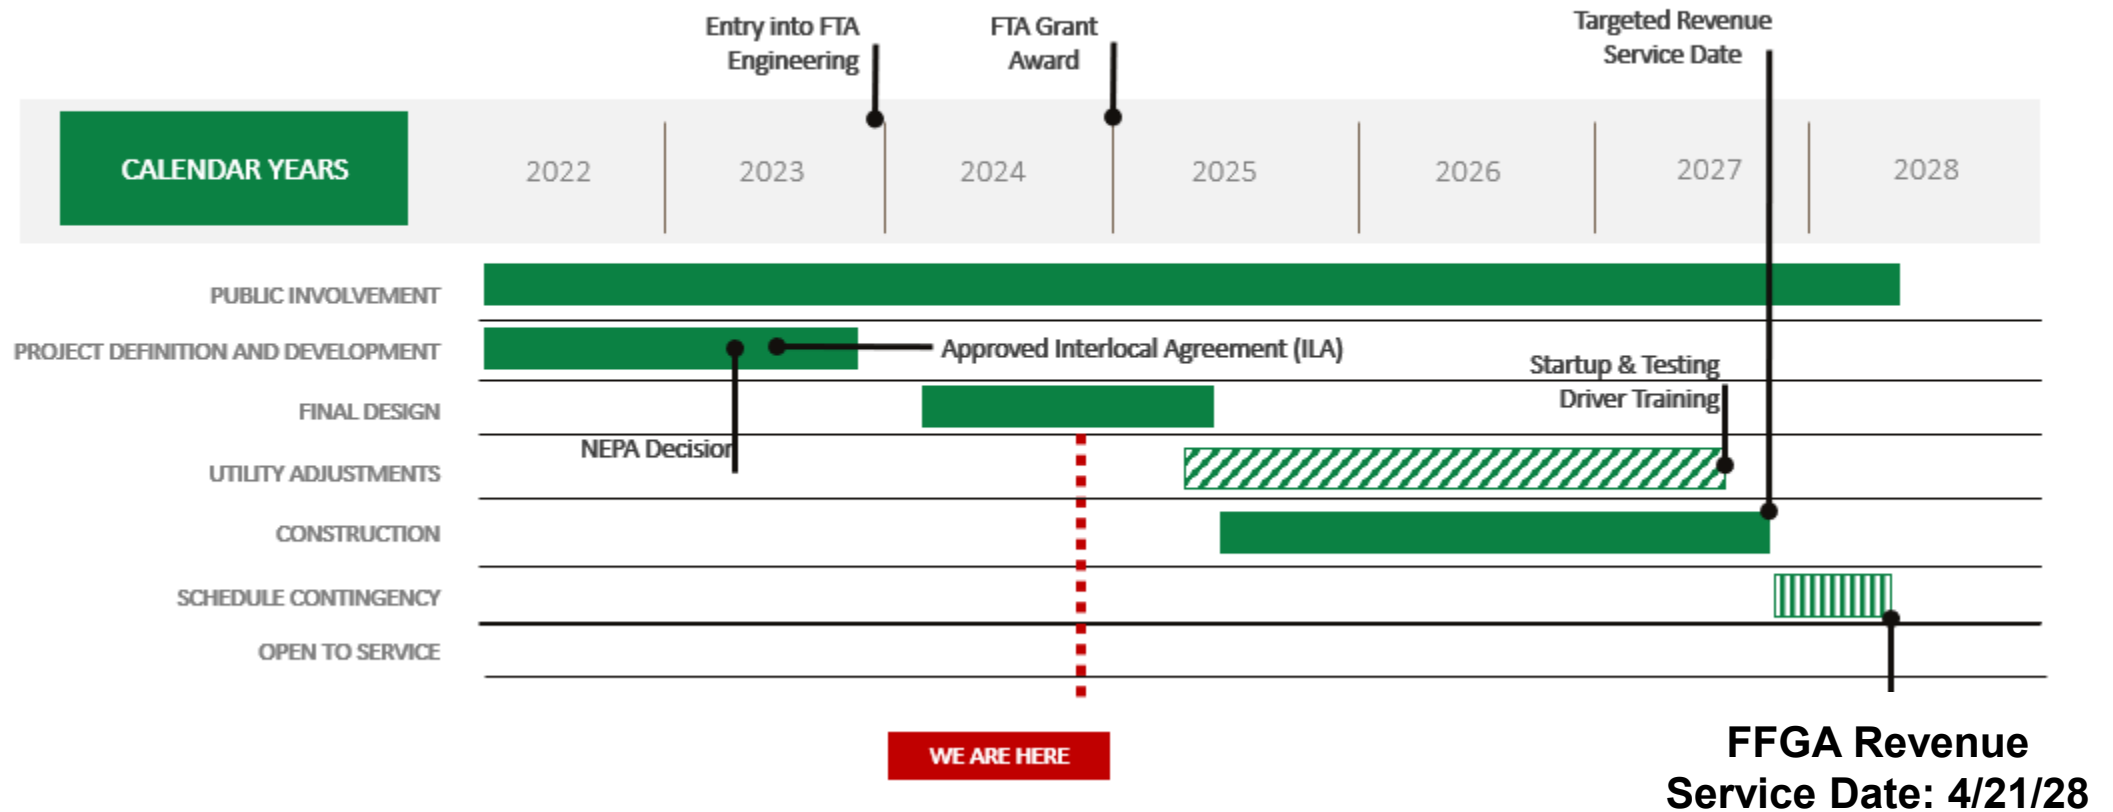 Entry into FTA
Engineering
FTA Grant
Award
Targeted Revenue
Service Date
CALENDAR YEARS
2022
2023
2024
2025
2026
2027
2028
PUBLIC INVOLVEMENT
PROJECT DEFINITION AND DEVELOPMENT
Approved Interlocal Agreement (ILA)
Startup & Testing
Driver Training
FINAL DESIGN
NEPA Decision
UTILITY ADJUSTMENTS
CONSTRUCTION
SCHEDULE CONTINGENCY
OPEN TO SERVICE
WE ARE HERE
FFGA Revenue
Service Date: 4/21/28